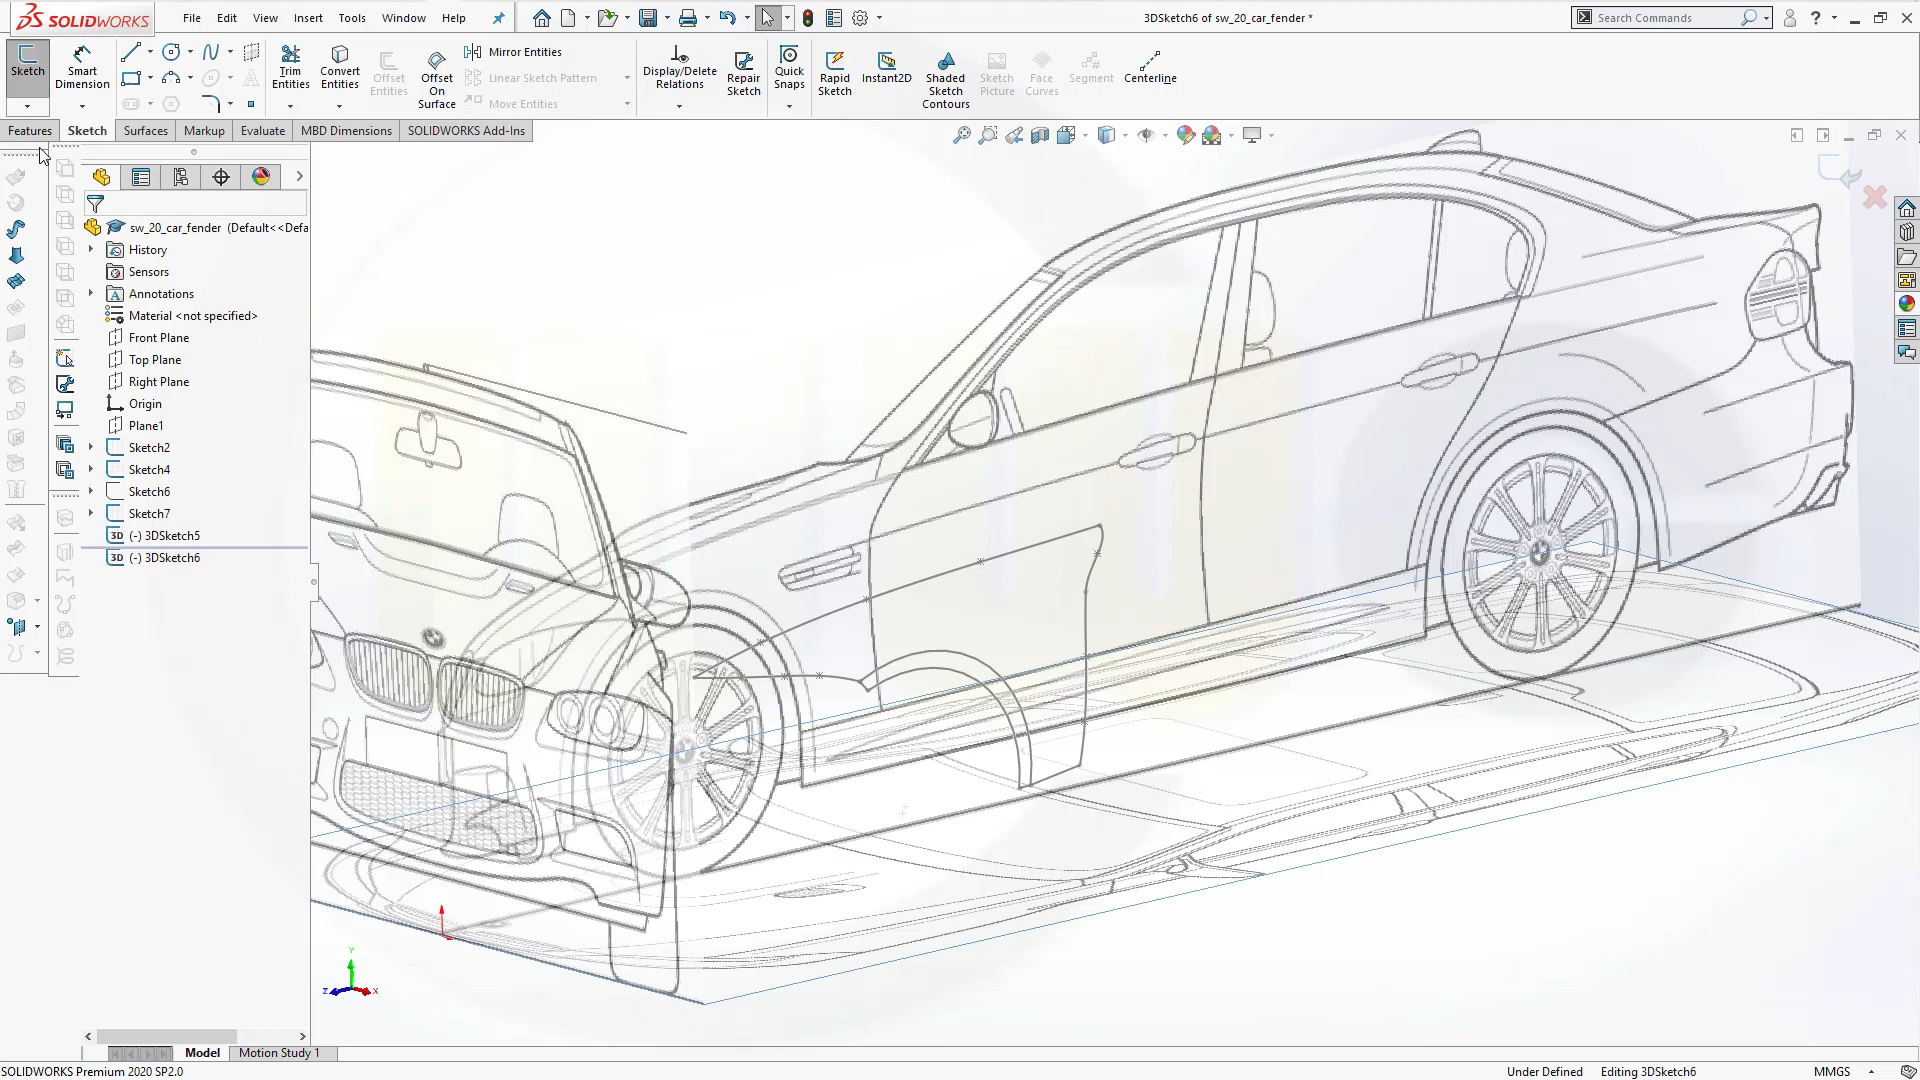 SOLIDWORKS
File Edit View Insert Tools Window Help
3DSketch6 of sw_20_car_fender *
Search Commands
?
Sketch
Smart Dimension
Trim Entities
Convert Entities
Offset Entities
Offset On Surface
Mirror Entities
Linear Sketch Pattern
Move Entities
Display/Delete Relations
Repair Sketch
Quick Snaps
Rapid Sketch
Instant2D
Shaded Sketch Contours
Sketch Picture
Face Curves
Segment
Centerline
Features Sketch Surfaces Markup Evaluate MBD Dimensions SOLIDWORKS Add-Ins
sw_20_car_fender (Default<<Defa
History
Sensors
Annotations
Material <not specified>
Front Plane
Top Plane
Right Plane
Origin
Plane1
Sketch2
Sketch4
Sketch6
Sketch7
3D (-) 3DSketch5
3D (-) 3DSketch6
Y
Z X
Model Motion Study 1
SOLIDWORKS Premium 2020 SP2.0
Under Defined Editing 3DSketch6 MMGS